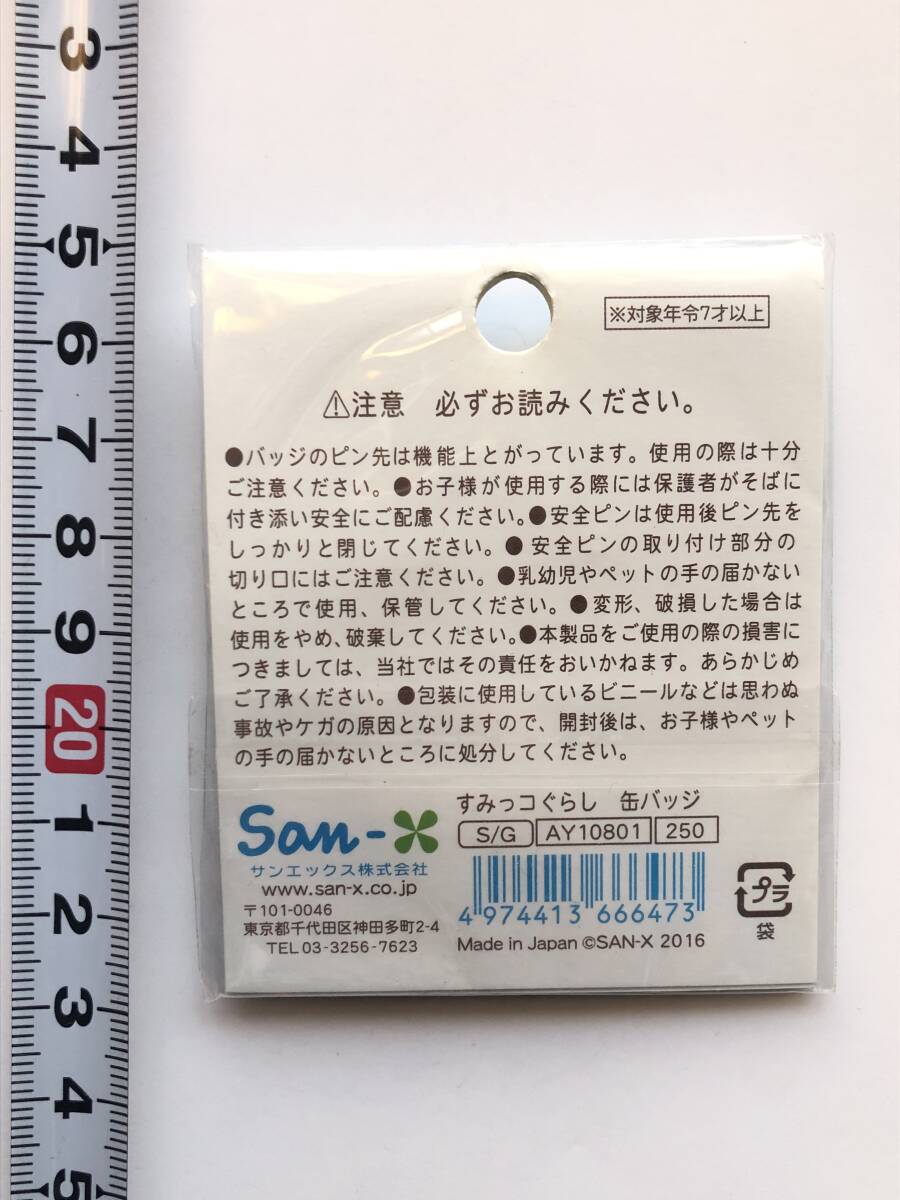 3
4
5
6
7
8
9
20
1
2
3
4
5
※対象年令7才以上
⚠注意　必ずお読みください。
●バッジのピン先は機能上とがっています。使用の際は十分
ご注意ください。●お子様が使用する際には保護者がそばに
付き添い安全にご配慮ください。●安全ピンは使用後ピン先を
しっかりと閉じてください。●安全ピンの取り付け部分の
切り口にはご注意ください。●乳幼児やペットの手の届かない
ところで使用、保管してください。●変形、破損した場合は
使用をやめ、破棄してください。●本製品をご使用の際の損害に
つきましては、当社ではその責任をおいかねます。あらかじめ
ご了承ください。●包装に使用しているビニールなどは思わぬ
事故やケガの原因となりますので、開封後は、お子様やペット
の手の届かないところに処分してください。
San-X
サンエックス株式会社
www.san-x.co.jp
〒101-0046
東京都千代田区神田多町2-4
TEL 03-3256-7623
すみっコぐらし　缶バッジ
S/G AY10801 250
4 974413 666473
Made in Japan ©SAN-X 2016
プラ
袋